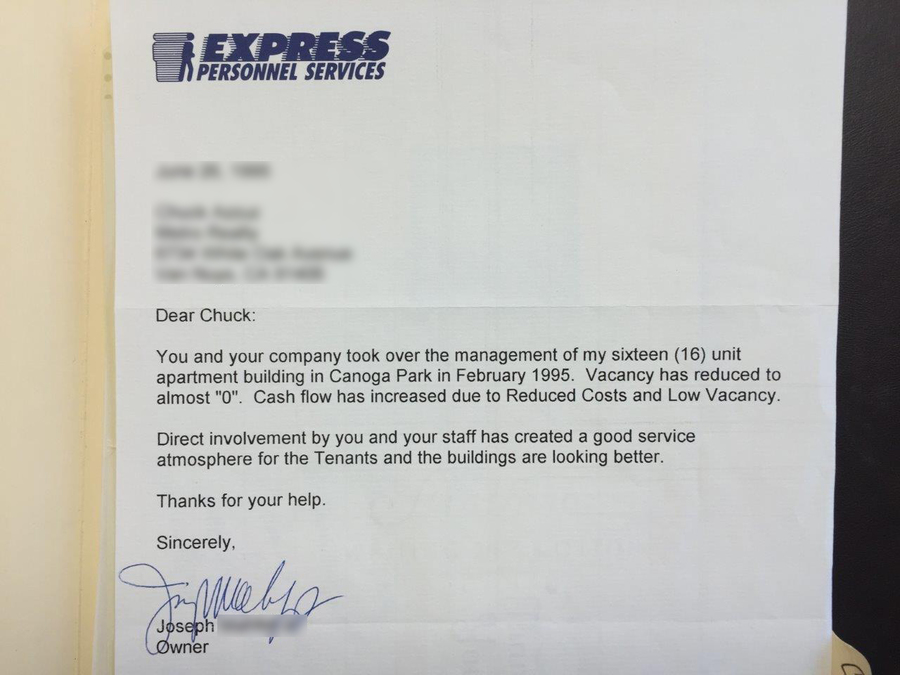 EXPRESS
PERSONNEL SERVICES
Dear Chuck:
You and your company took over the management of my sixteen (16) unit
apartment building in Canoga Park in February 1995. Vacancy has reduced to
almost "0". Cash flow has increased due to Reduced Costs and Low Vacancy.
Direct involvement by you and your staff has created a good service
atmosphere for the Tenants and the buildings are looking better.
Thanks for your help.
Sincerely,
Joseph
Owner